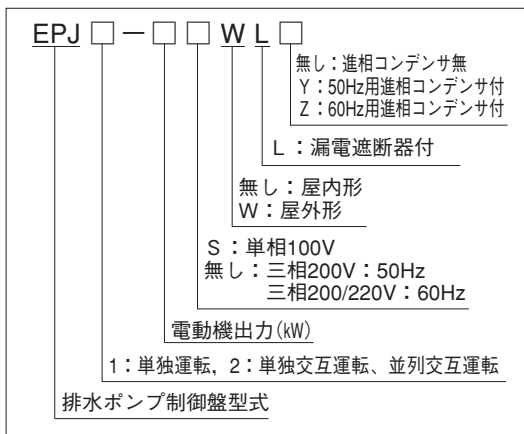 EPJ□－□□WL□
無し：進相コンデンサ無
Y：50Hz用進相コンデンサ付
Z：60Hz用進相コンデンサ付
L：漏電遮断器付
無し：屋内形
W：屋外形
S：単相100V
無し：三相200V：50Hz
三相200/220V：60Hz
電動機出力(kW)
1：単独運転，2：単独交互運転、並列交互運転
排水ポンプ制御盤型式